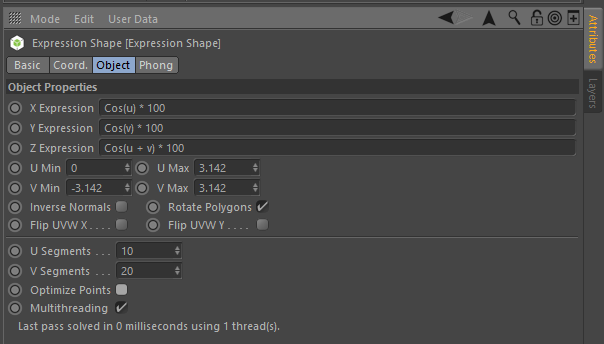 Mode Edit User Data
Expression Shape [Expression Shape]
Basic Coord. Object Phong
Object Properties
X Expression Cos(u) * 100
Y Expression Cos(v) * 100
Z Expression Cos(u + v) * 100
U Min 0 U Max 3.142
V Min -3.142 V Max 3.142
Inverse Normals Rotate Polygons
Flip UVW X . . . . Flip UVW Y . . . .
U Segments . . . 10
V Segments . . . 20
Optimize Points
Multithreading
Last pass solved in 0 milliseconds using 1 thread(s).
Attributes
Layers